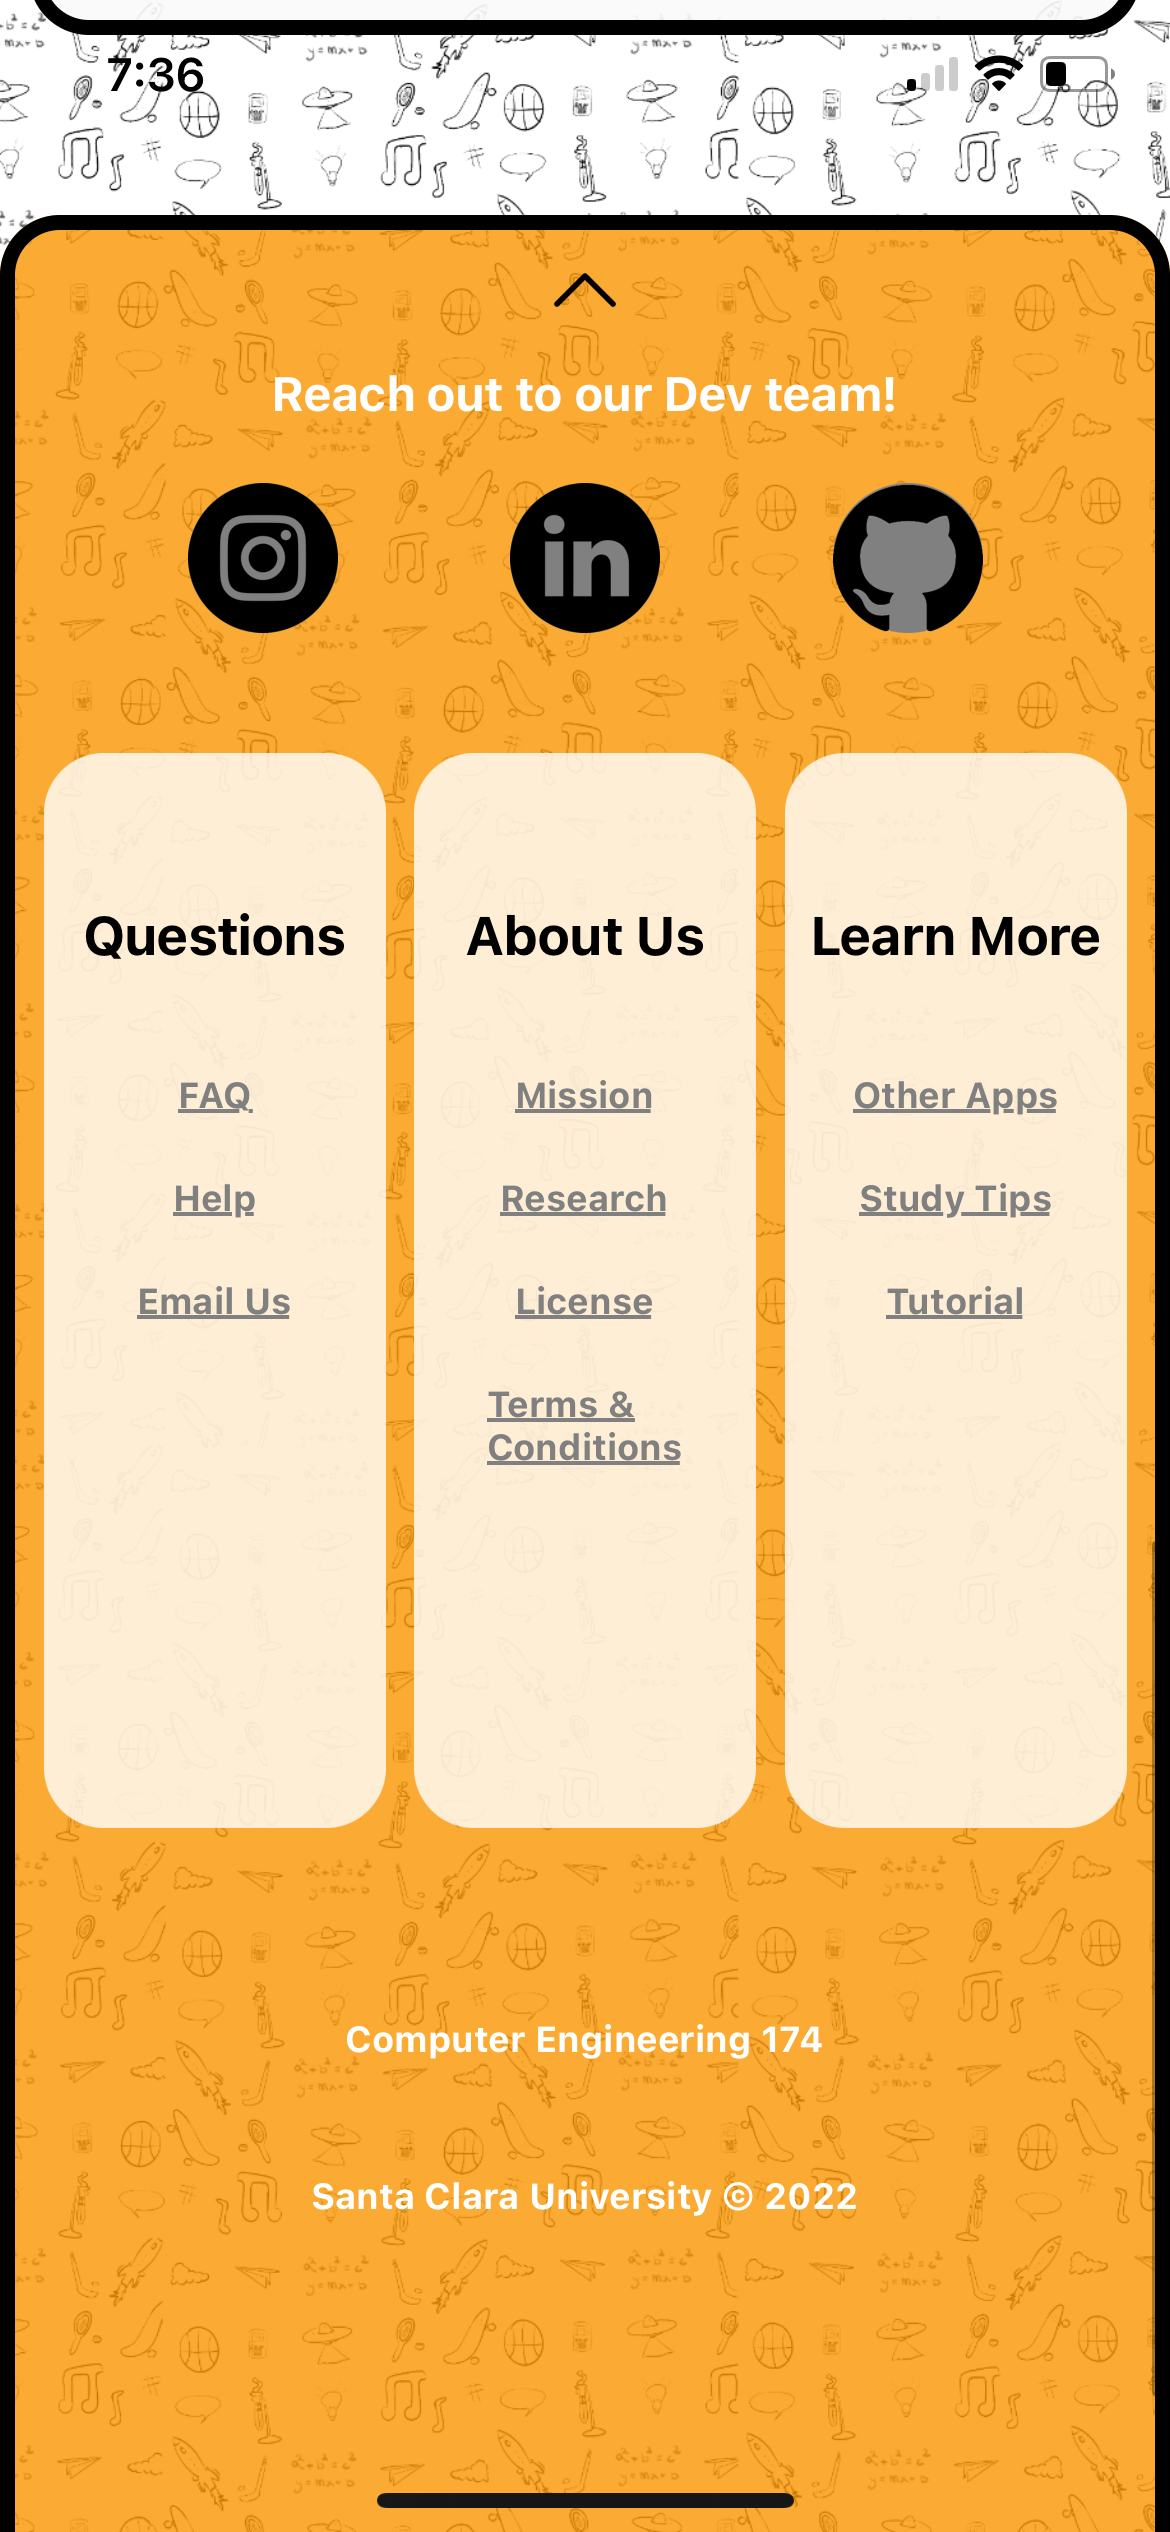 7:36
Reach out to our Dev team!
in
Questions
About Us
Learn More
FAQ
Mission
Other Apps
Help
Research
Study Tips
Email Us
License
Tutorial
Terms &
Conditions
Computer Engineering 174
Santa Clara University © 2022